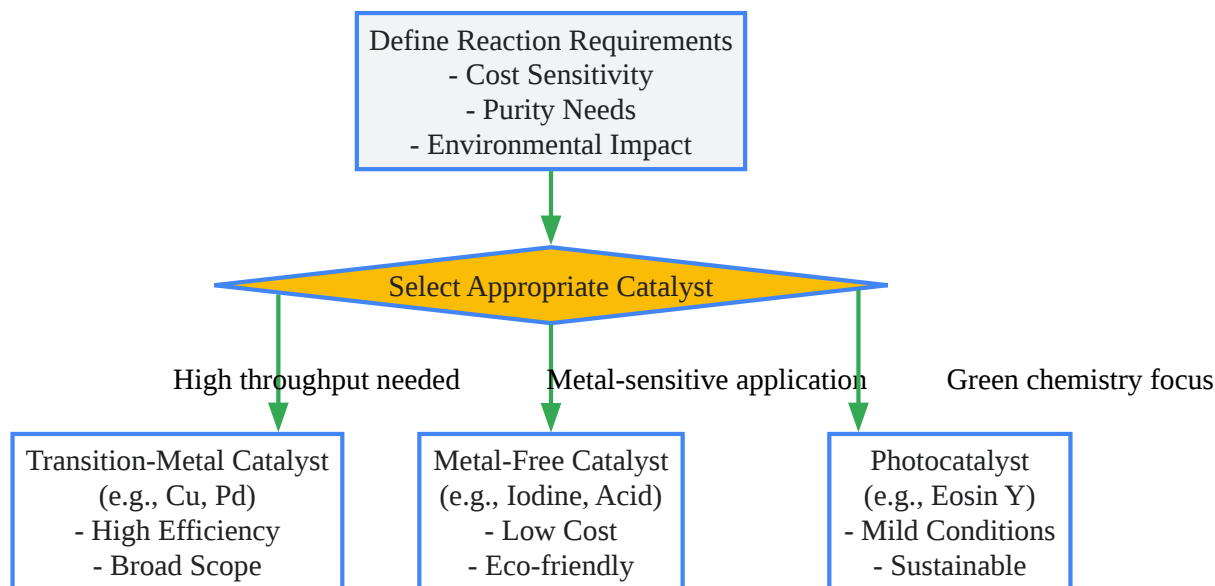 Define Reaction Requirements
- Cost Sensitivity
- Purity Needs
- Environmental Impact
Select Appropriate Catalyst
High throughput needed
Metal-sensitive application
Green chemistry focus
Transition-Metal Catalyst
(e.g., Cu, Pd)
- High Efficiency
- Broad Scope
Metal-Free Catalyst
(e.g., Iodine, Acid)
- Low Cost
- Eco-friendly
Photocatalyst
(e.g., Eosin Y)
- Mild Conditions
- Sustainable